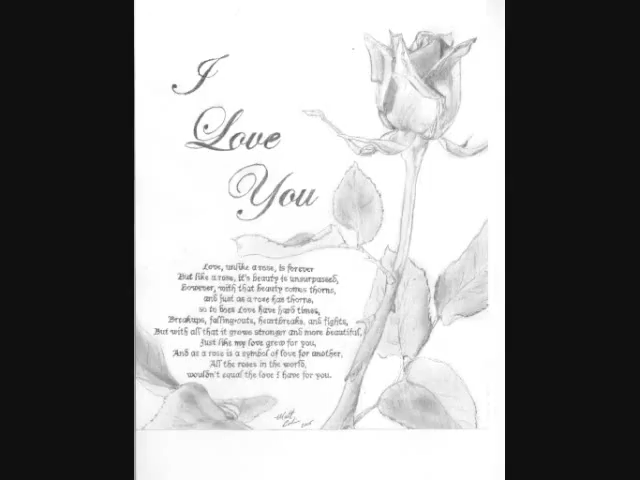 I
Love
You
Love, unlike a rose, is forever
But like a rose, it's beauty is unsurpassed,
However, with that beauty comes thorns,
and just as a rose has thorns,
so to does Love have hard times,
Breakups, falling-outs, heartbreaks, and fights,
But with all that it grows stronger and more beautiful,
Just like my love grew for you,
And as a rose is a symbol of love for another,
All the roses in the world,
wouldn't equal the love I have for you.